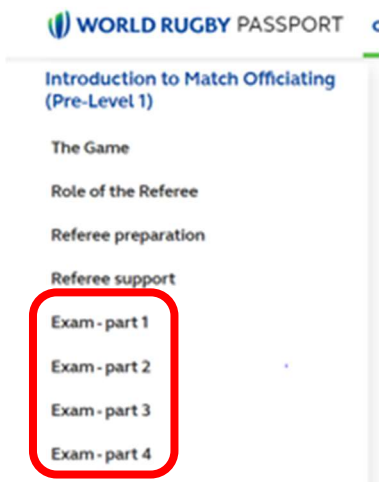 WORLD RUGBY PASSPORT
Introduction to Match Officiating
(Pre-Level 1)
The Game
Role of the Referee
Referee preparation
Referee support
Exam - part 1
Exam - part 2
Exam - part 3
Exam - part 4